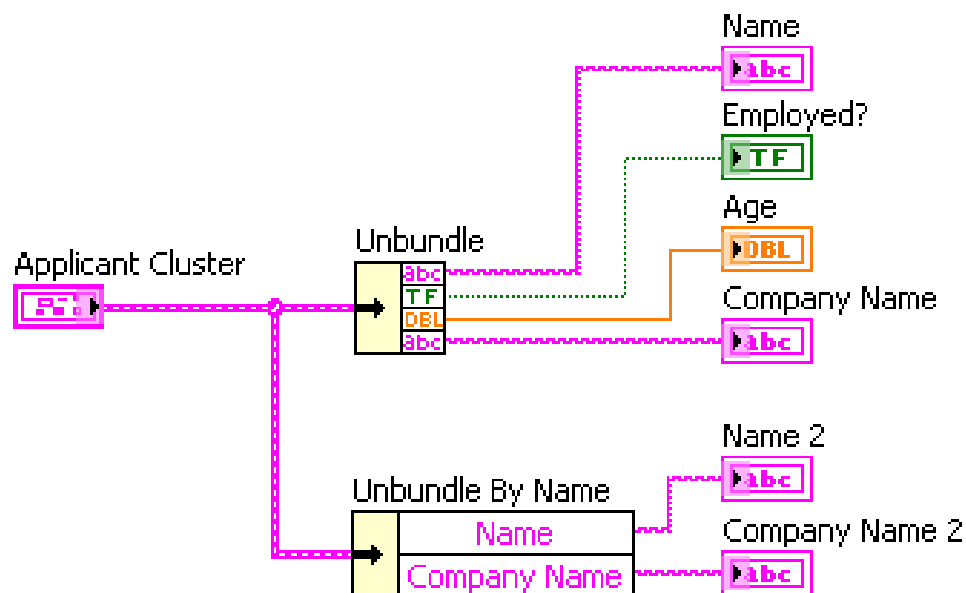 Name
abc
Employed?
TF
Age
DBL
Unbundle
Applicant Cluster
abc
TF
DBL
abc
Company Name
abc
Name 2
abc
Unbundle By Name
Name
Company Name
Company Name 2
abc